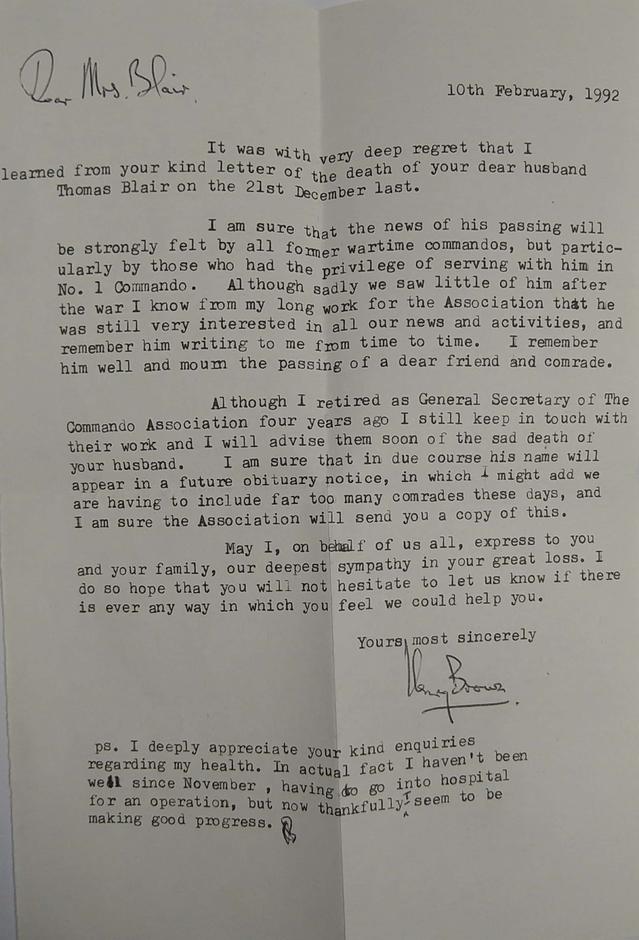 Dear Mrs. Blair.
10th February, 1992
It was with very deep regret that I
learned from your kind letter of the death of your dear husband
Thomas Blair on the 21st December last.
I am sure that the news of his passing will
be strongly felt by all former wartime commandos, but partic-
ularly by those who had the privilege of serving with him in
No. 1 Commando. Although sadly we saw little of him after
the war I know from my long work for the Association that he
was still very interested in all our news and activities, and
remember him writing to me from time to time. I remember
him well and mourn the passing of a dear friend and comrade.
Although I retired as General Secretary of The
Commando Association four years ago I still keep in touch with
their work and I will advise them soon of the sad death of
your husband. I am sure that in due course his name will
appear in a future obituary notice, in which I might add we
are having to include far too many comrades these days, and
I am sure the Association will send you a copy of this.
May I, on behalf of us all, express to you
and your family, our deepest sympathy in your great loss. I
do so hope that you will not hesitate to let us know if there
is ever any way in which you feel we could help you.
Yours most sincerely
Henry Brown.
ps. I deeply appreciate your kind enquiries
regarding my health. In actual fact I haven't been
well since November , having to go into hospital
for an operation, but now thankfully I seem to be
making good progress.